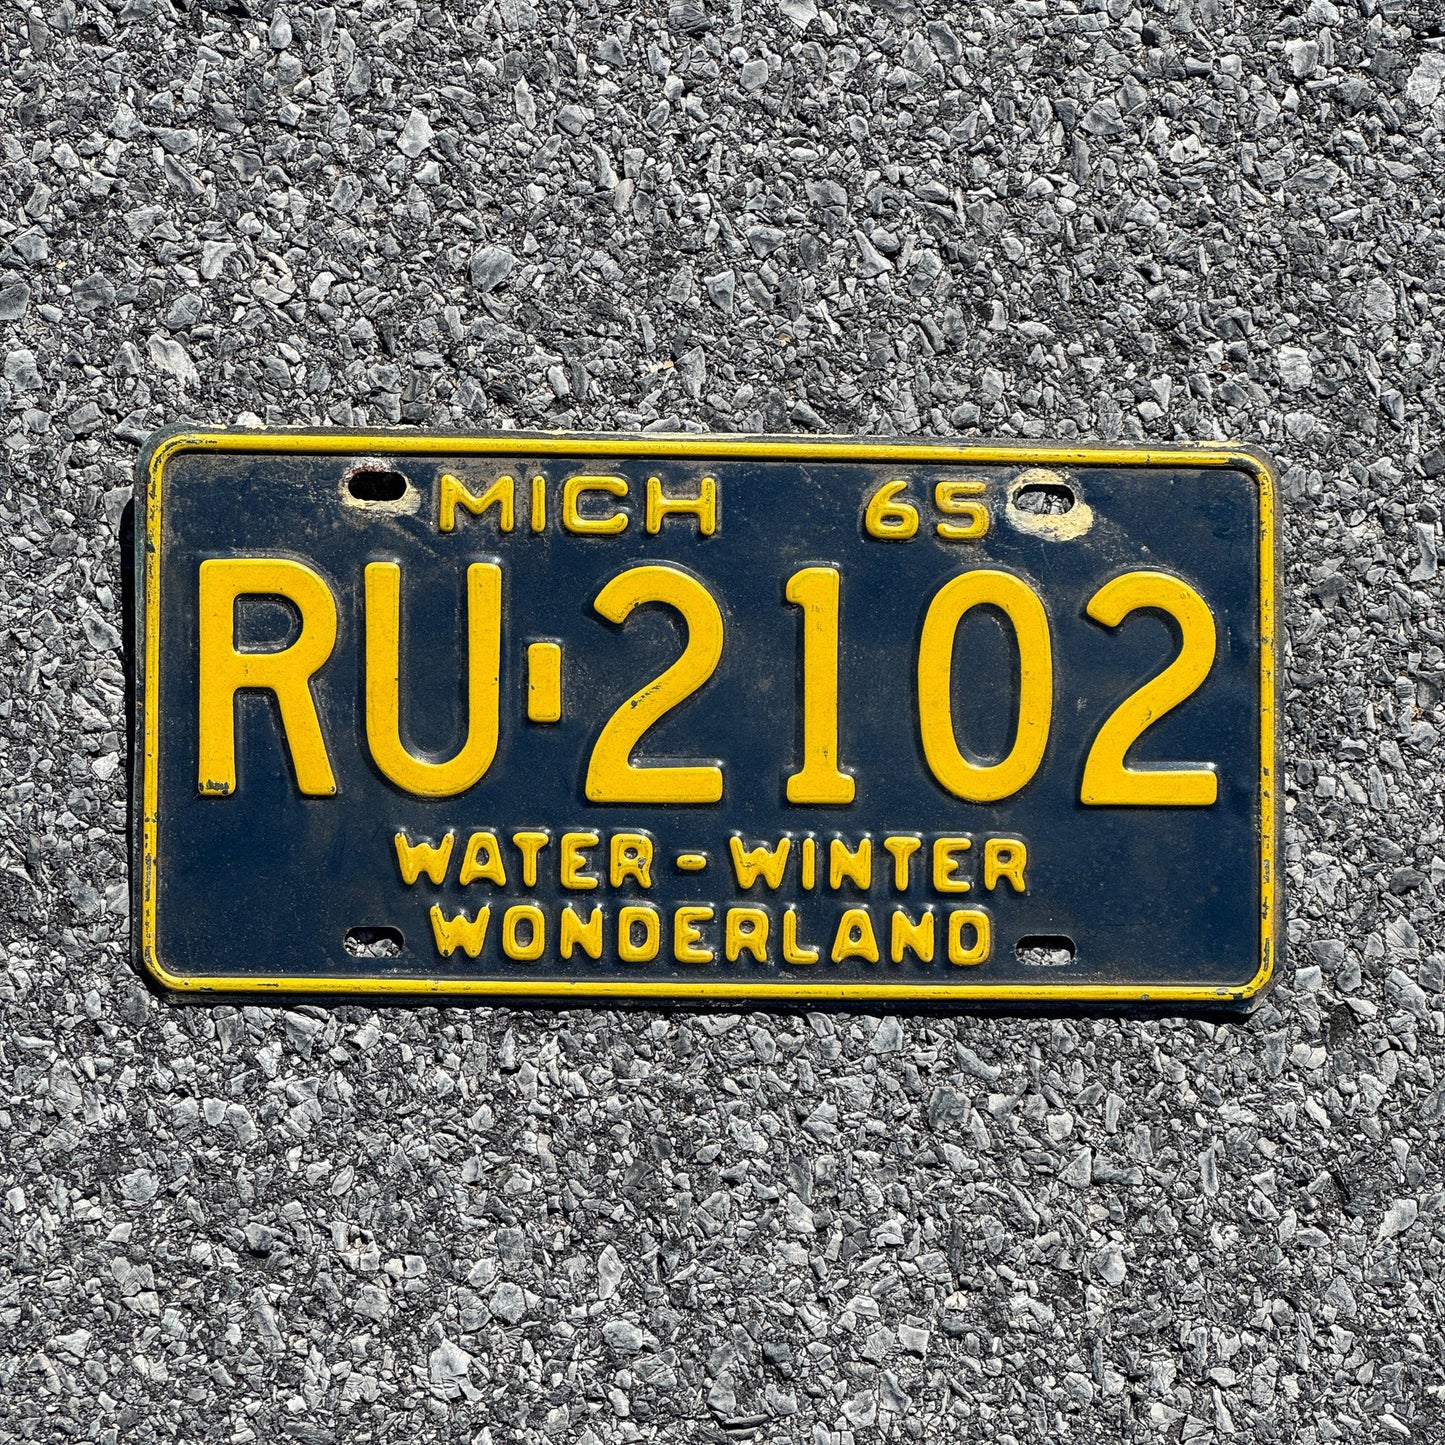 MICH 65
RU-2102
WATER-WINTER
WONDERLAND